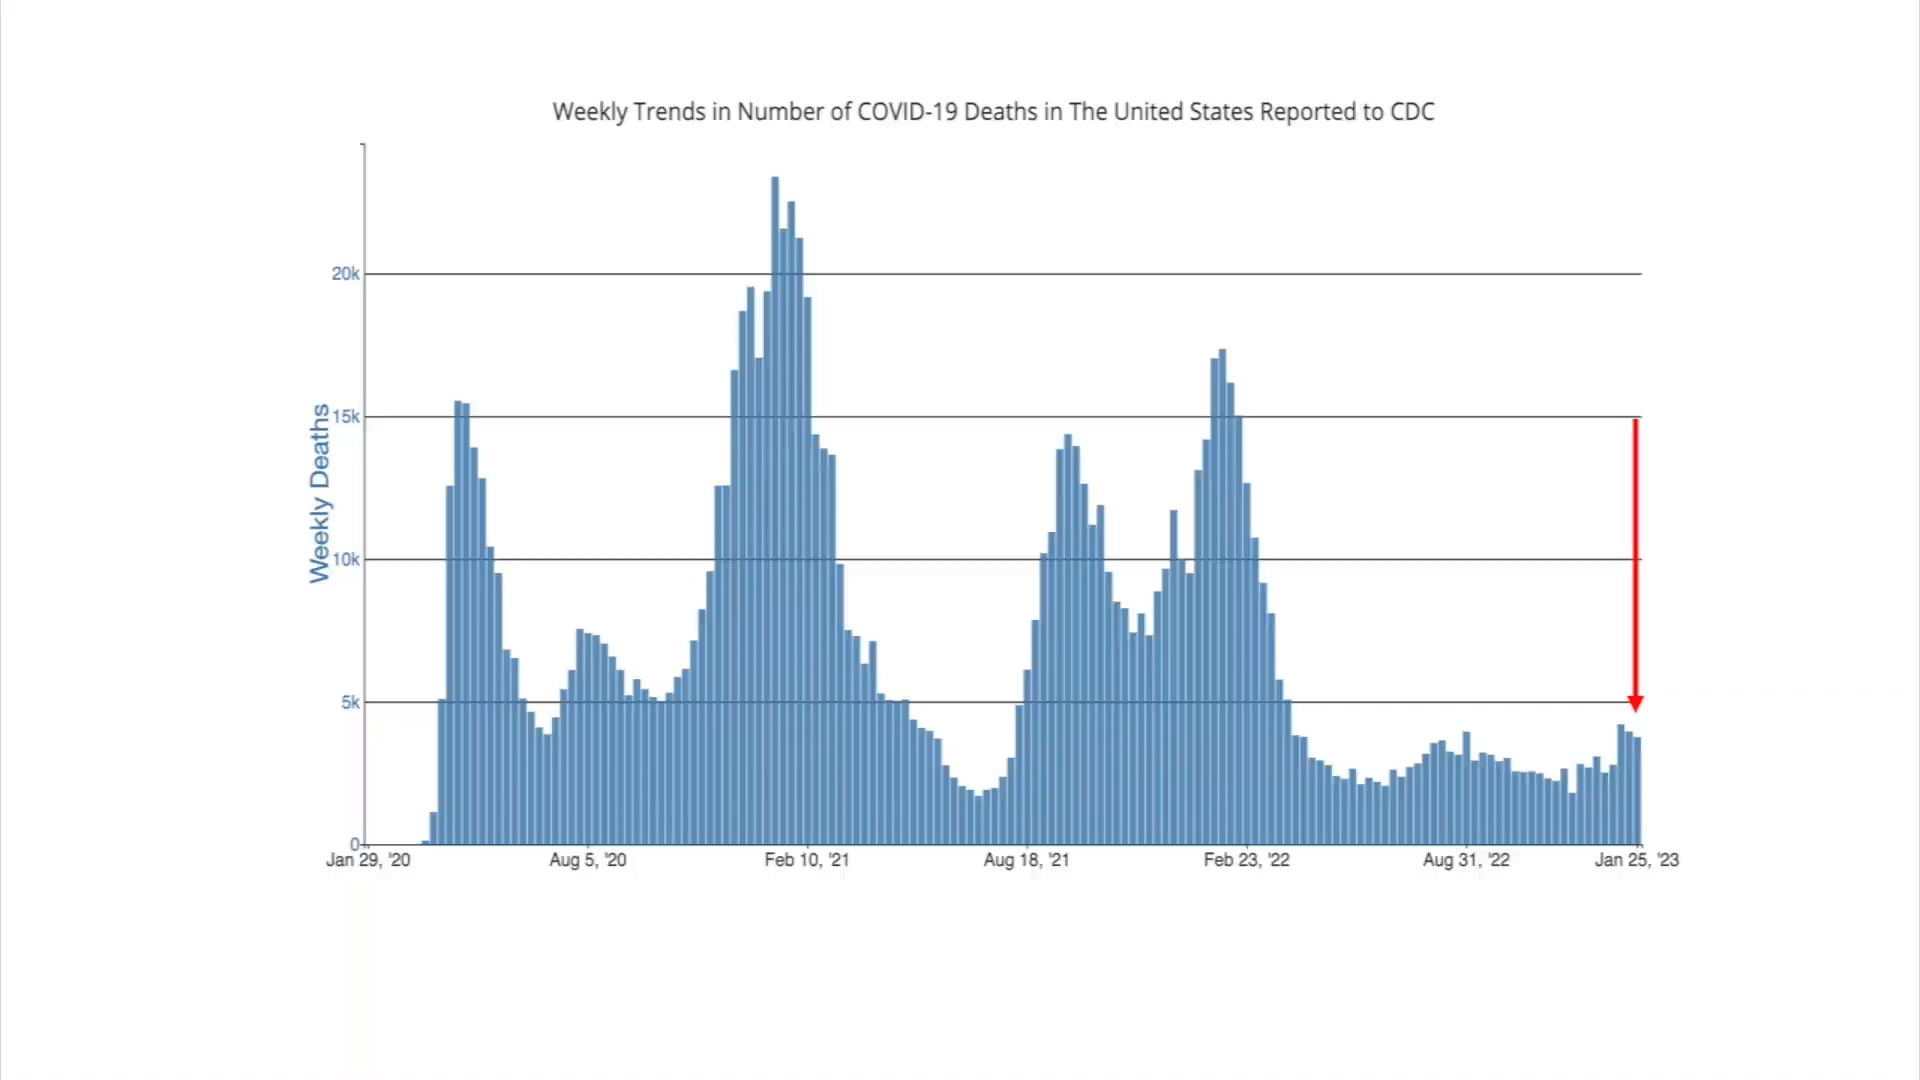 Weekly Trends in Number of COVID-19 Deaths in The United States Reported to CDC
Weekly Deaths
20k
15k
10k
5k
0
Jan 29, '20 Aug 5, '20 Feb 10, '21 Aug 18, '21 Feb 23, '22 Aug 31, '22 Jan 25, '23